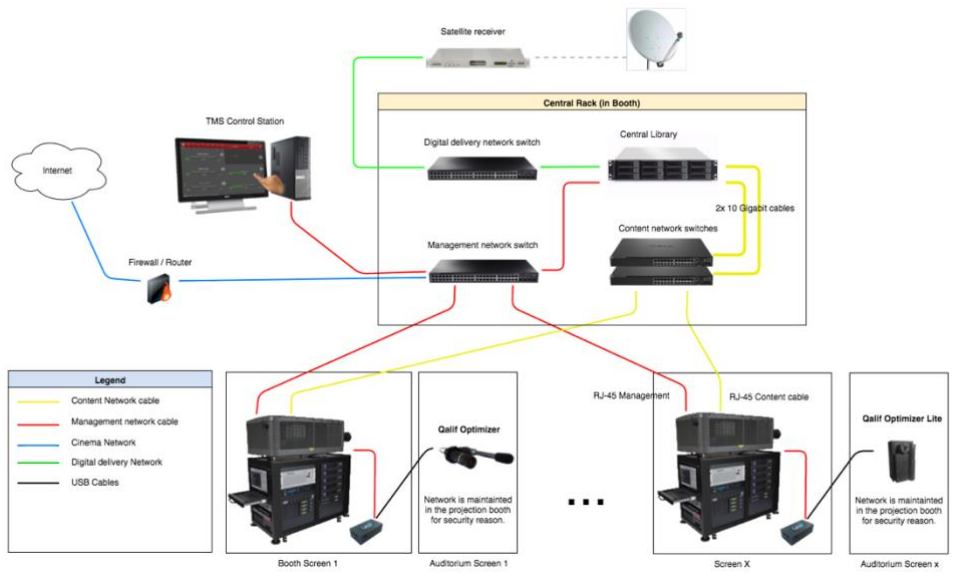 Satellite receiver
Central Rack (in Booth)
TMS Control Station
Digital delivery network switch
Central Library
Internet
2x 10 Gigabit cables
Content network switches
Management network switch
Firewall / Router
Legend
Content Network cable
Management network cable
Cinema Network
Digital delivery Network
USB Cables
RJ-45 Management
RJ-45 Content cable
Qalif Optimizer
Network is maintainted
in the projection booth
for security reason.
...
Qalif Optimizer Lite
Network is maintainted
in the projection booth
for security reason.
Booth Screen 1
Auditorium Screen 1
Screen X
Auditorium Screen x